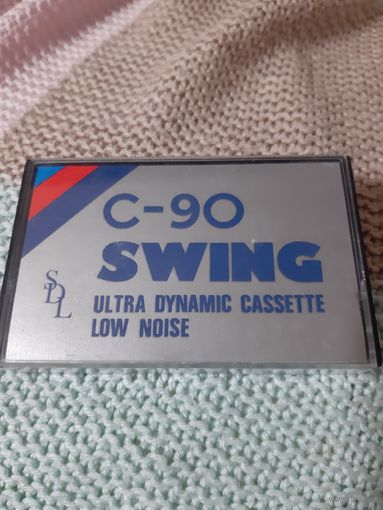 C-90
SWING
SDL
ULTRA DYNAMIC CASSETTE
LOW NOISE